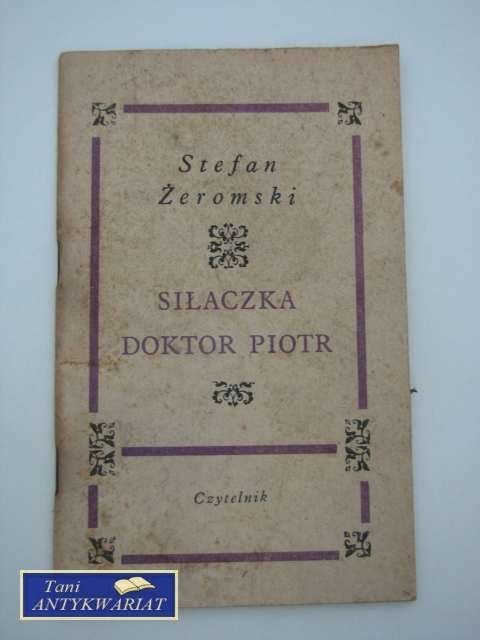 Stefan
Żeromski
SIŁACZKA
DOKTOR PIOTR
Czytelnik
Tani
ANTYKWARIAT